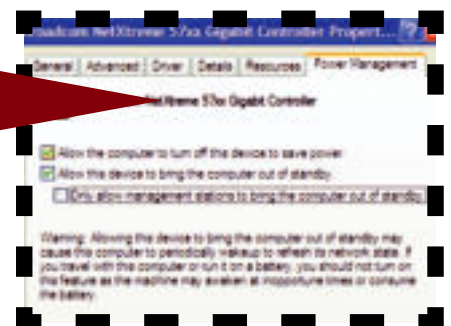 oadcom NetXtreme 57xx Gigabit Controller Propert... ?
General Advanced Driver Details Resources Power Management
NetXtreme 57xx Gigabit Controller
Allow the computer to turn off this device to save power.
Allow this device to bring the computer out of standby.
Only allow management stations to bring the computer out of standby.
Warning: Allowing this device to bring the computer out of standby may
cause this computer to periodically wakeup to refresh its network state. If
you travel with this computer or run it on a battery, you should not turn on
this feature as the machine may awaken at inopportune times or consume
the battery.